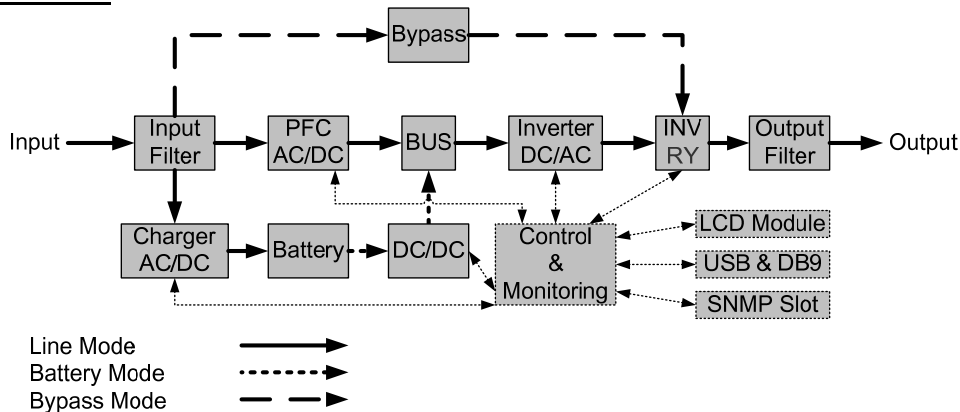 Bypass
Input
Input
Filter
PFC
AC/DC
BUS
Inverter
DC/AC
INV
RY
Output
Filter
Output
Charger
AC/DC
Battery
DC/DC
Control
&
Monitoring
LCD Module
USB & DB9
SNMP Slot
Line Mode
Battery Mode
Bypass Mode